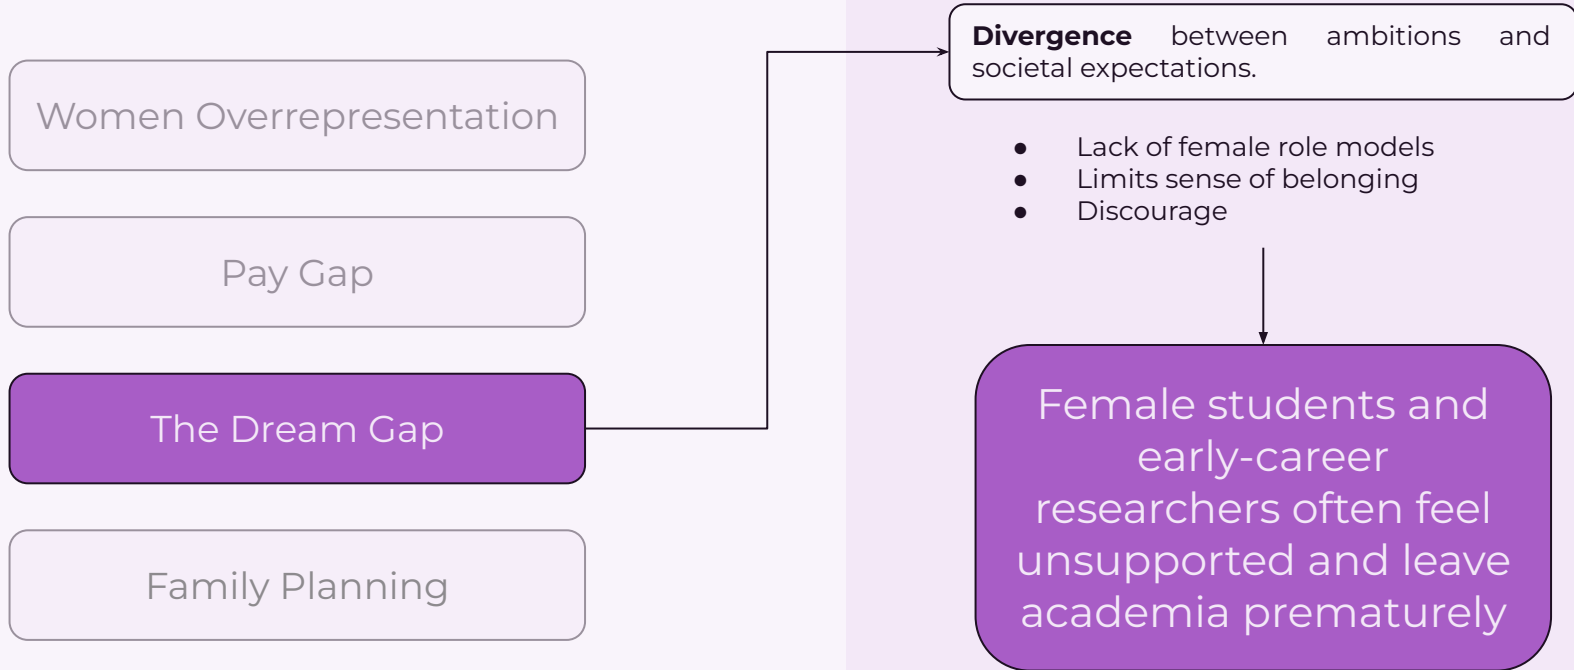 Women Overrepresentation
Pay Gap
The Dream Gap
Family Planning
Divergence between ambitions and
societal expectations.
● Lack of female role models
● Limits sense of belonging
● Discourage
Female students and
early-career
researchers often feel
unsupported and leave
academia prematurely